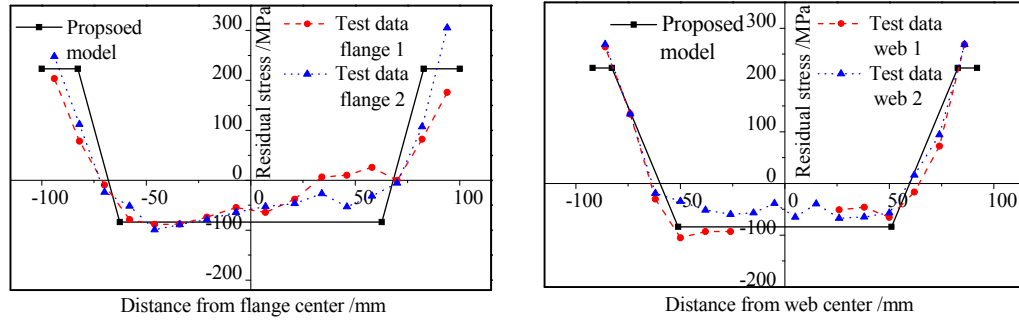 Propsoed
model
Test data
flange 1
Test data
flange 2
Residual stress /MPa
300
200
100
0
-100
-200
-100
-50
0
50
100
Distance from flange center /mm
Proposed
model
Test data
web 1
Test data
web 2
Residual stress /MPa
300
200
100
0
-100
-200
-100
-50
0
50
100
Distance from web center /mm